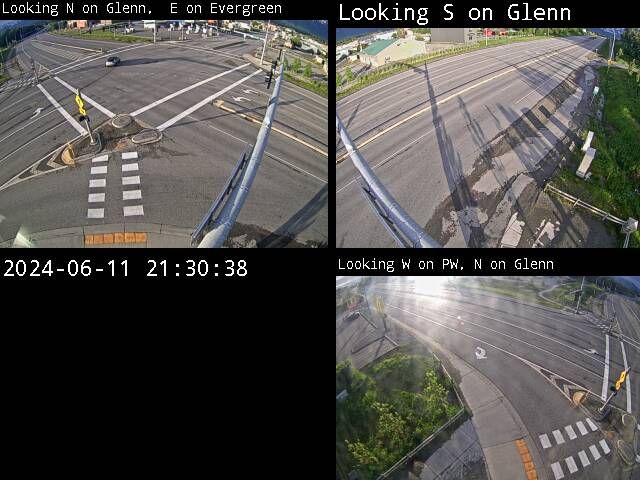 Looking N on Glenn,  E on Evergreen
Looking S on Glenn
2024-06-11 21:30:38
Looking W on PW, N on Glenn